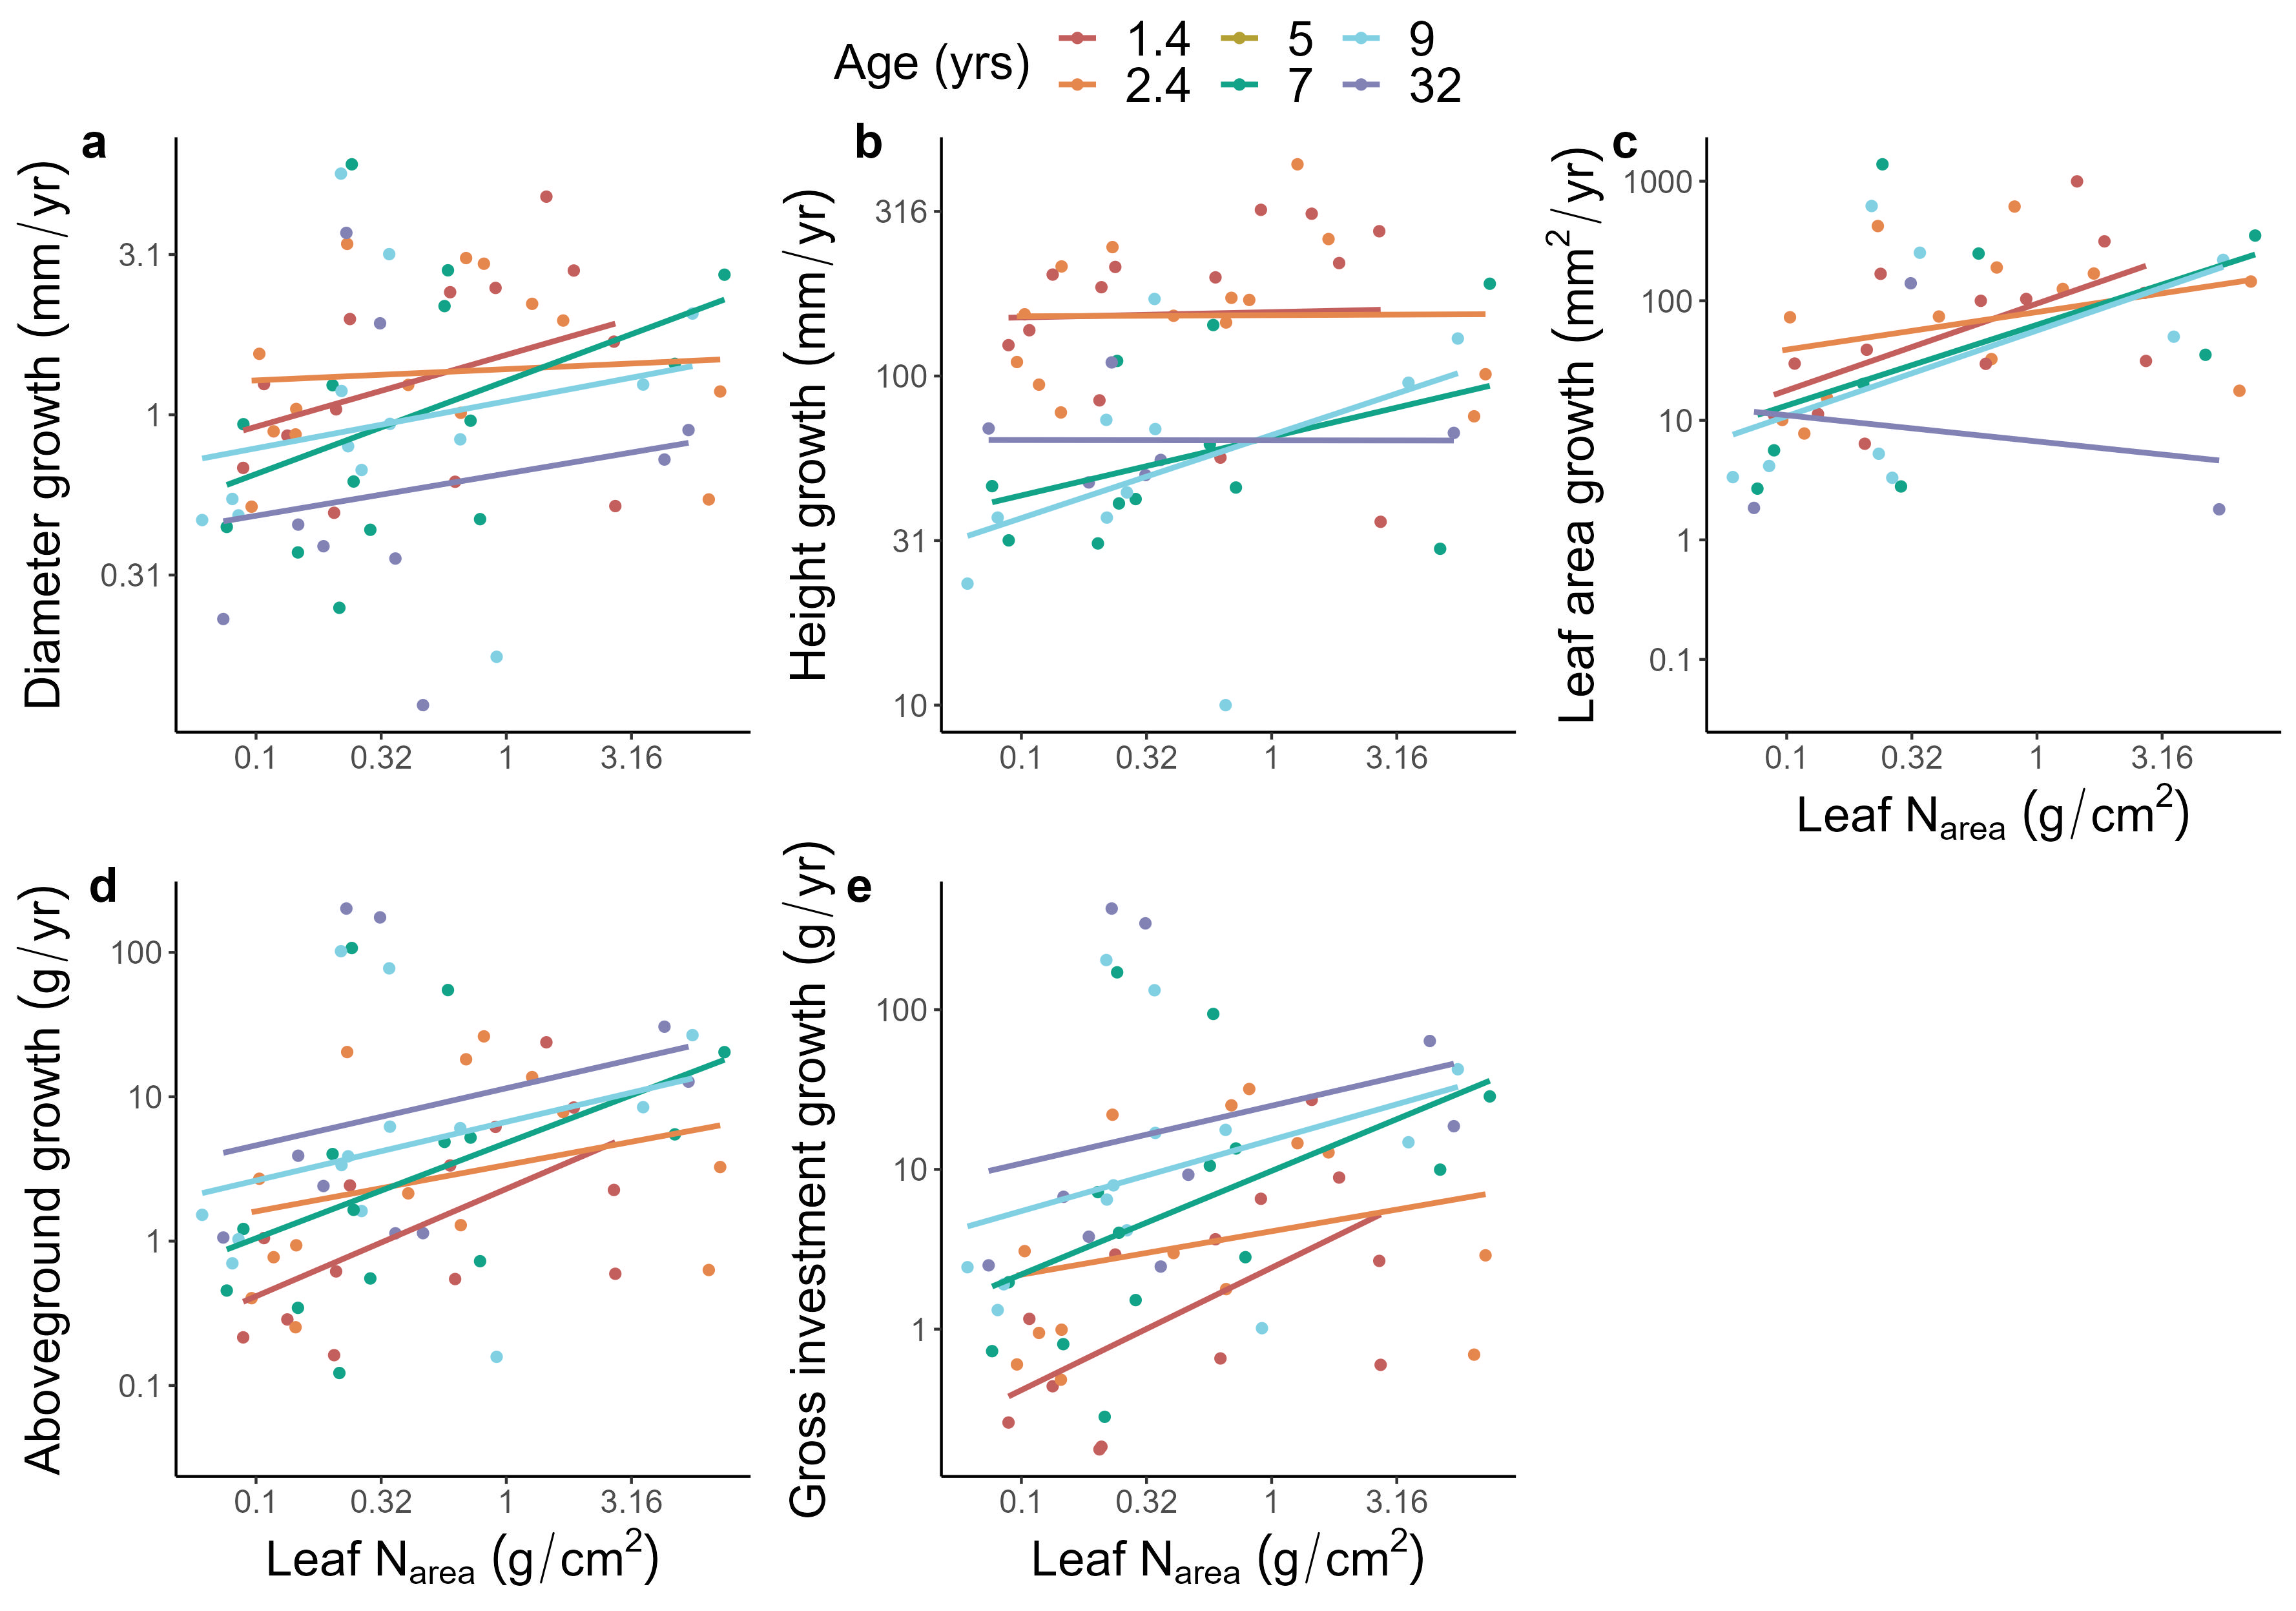 Age (yrs) 1.4 5 9
2.4 7 32
a
Diameter growth (mm/yr)
3.1
1
0.31
0.1 0.32 1 3.16
b
Height growth (mm/yr)
316
100
31
10
0.1 0.32 1 3.16
c
Leaf area growth (mm²/yr)
1000
100
10
1
0.1
0.1 0.32 1 3.16
Leaf Narea (g/cm²)
d
Aboveground growth (g/yr)
100
10
1
0.1
0.1 0.32 1 3.16
Leaf Narea (g/cm²)
e
Gross investment growth (g/yr)
100
10
1
0.1 0.32 1 3.16
Leaf Narea (g/cm²)